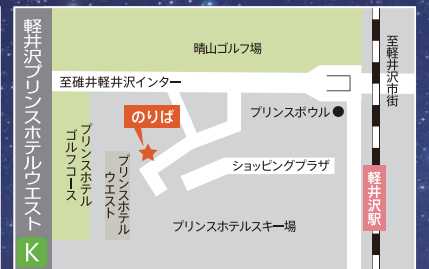 軽井沢プリンスホテルウエスト
K
晴山ゴルフ場
至碓井軽井沢インター
至軽井沢市街
のりば
プリンスボウル
プリンスホテル
ゴルフコース
プリンスホテル
ウエスト
ショッピングプラザ
軽井沢駅
プリンスホテルスキー場